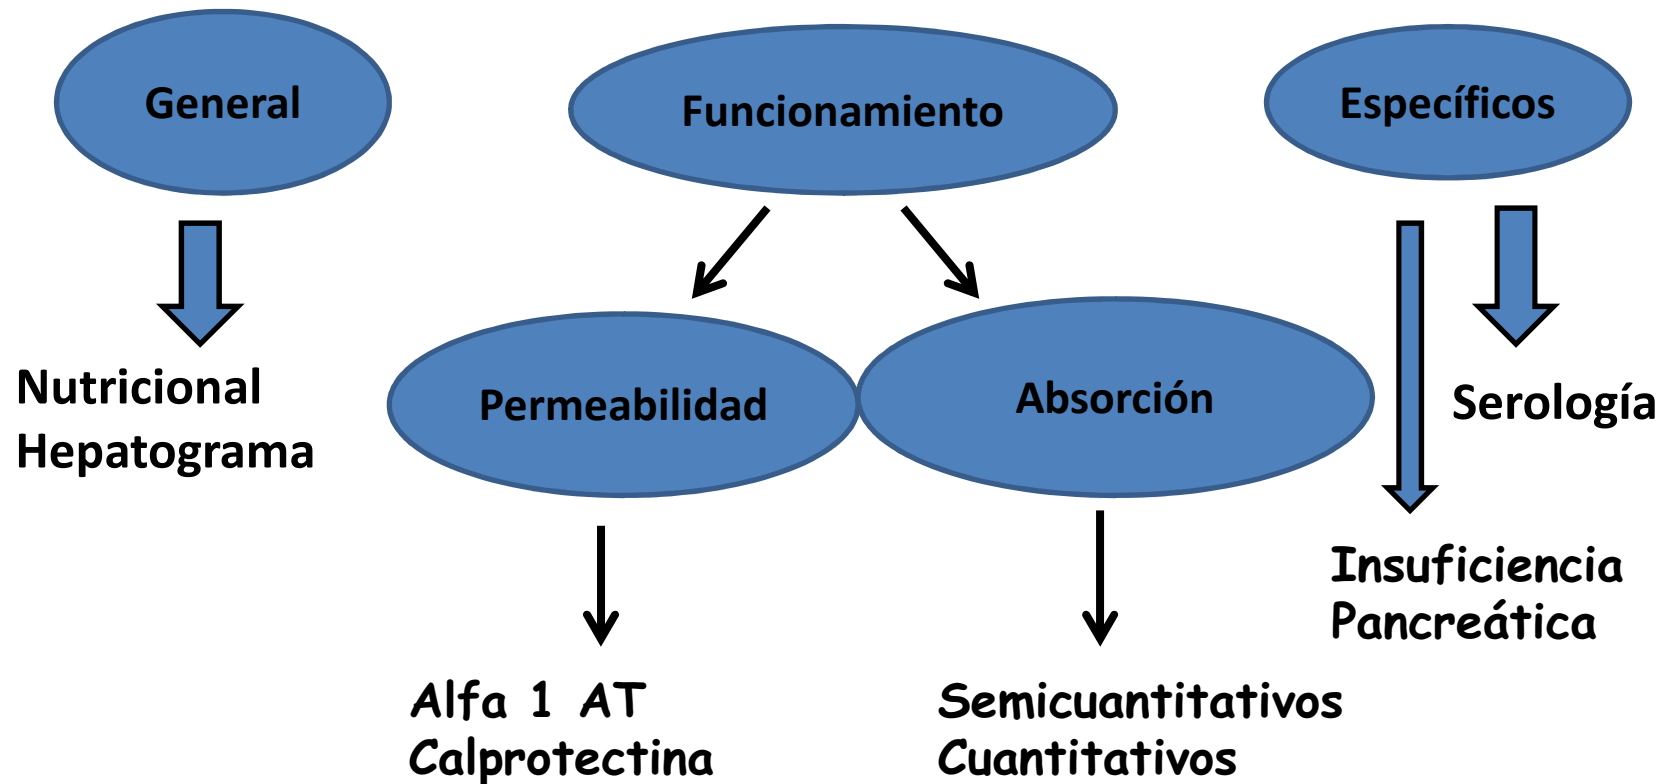 General
Funcionamiento
Específicos
Nutricional
Hepatograma
Permeabilidad
Absorción
Serología
Insuficiencia
Pancreática
Alfa 1 AT
Calprotectina
Semicuantitativos
Cuantitativos